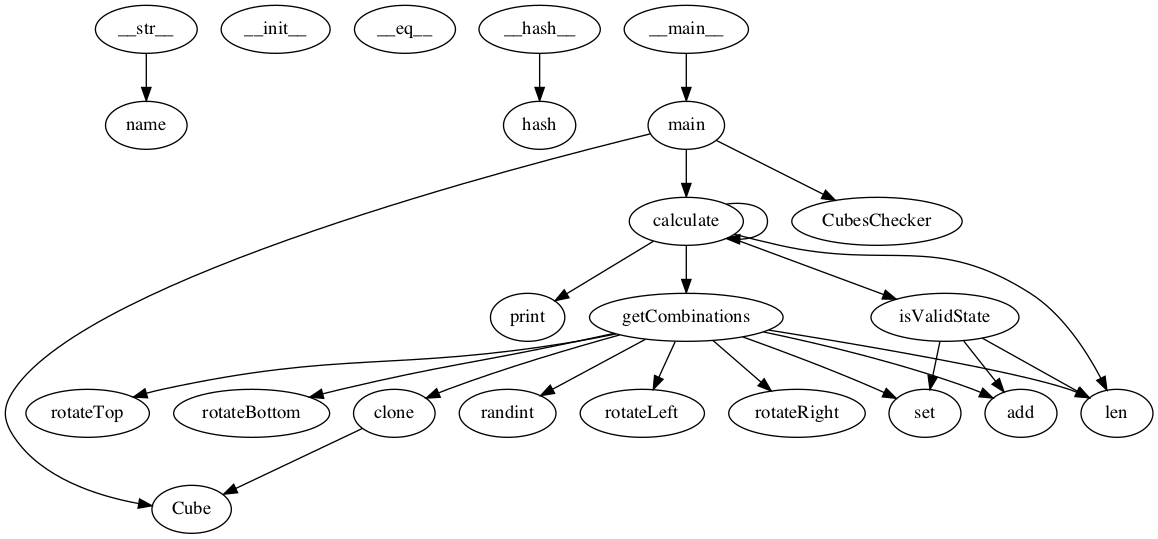 __str__ __init__ __eq__ __hash__ __main__
name hash main
calculate CubesChecker
print getCombinations isValidState
rotateTop rotateBottom clone randint rotateLeft rotateRight set add len
Cube